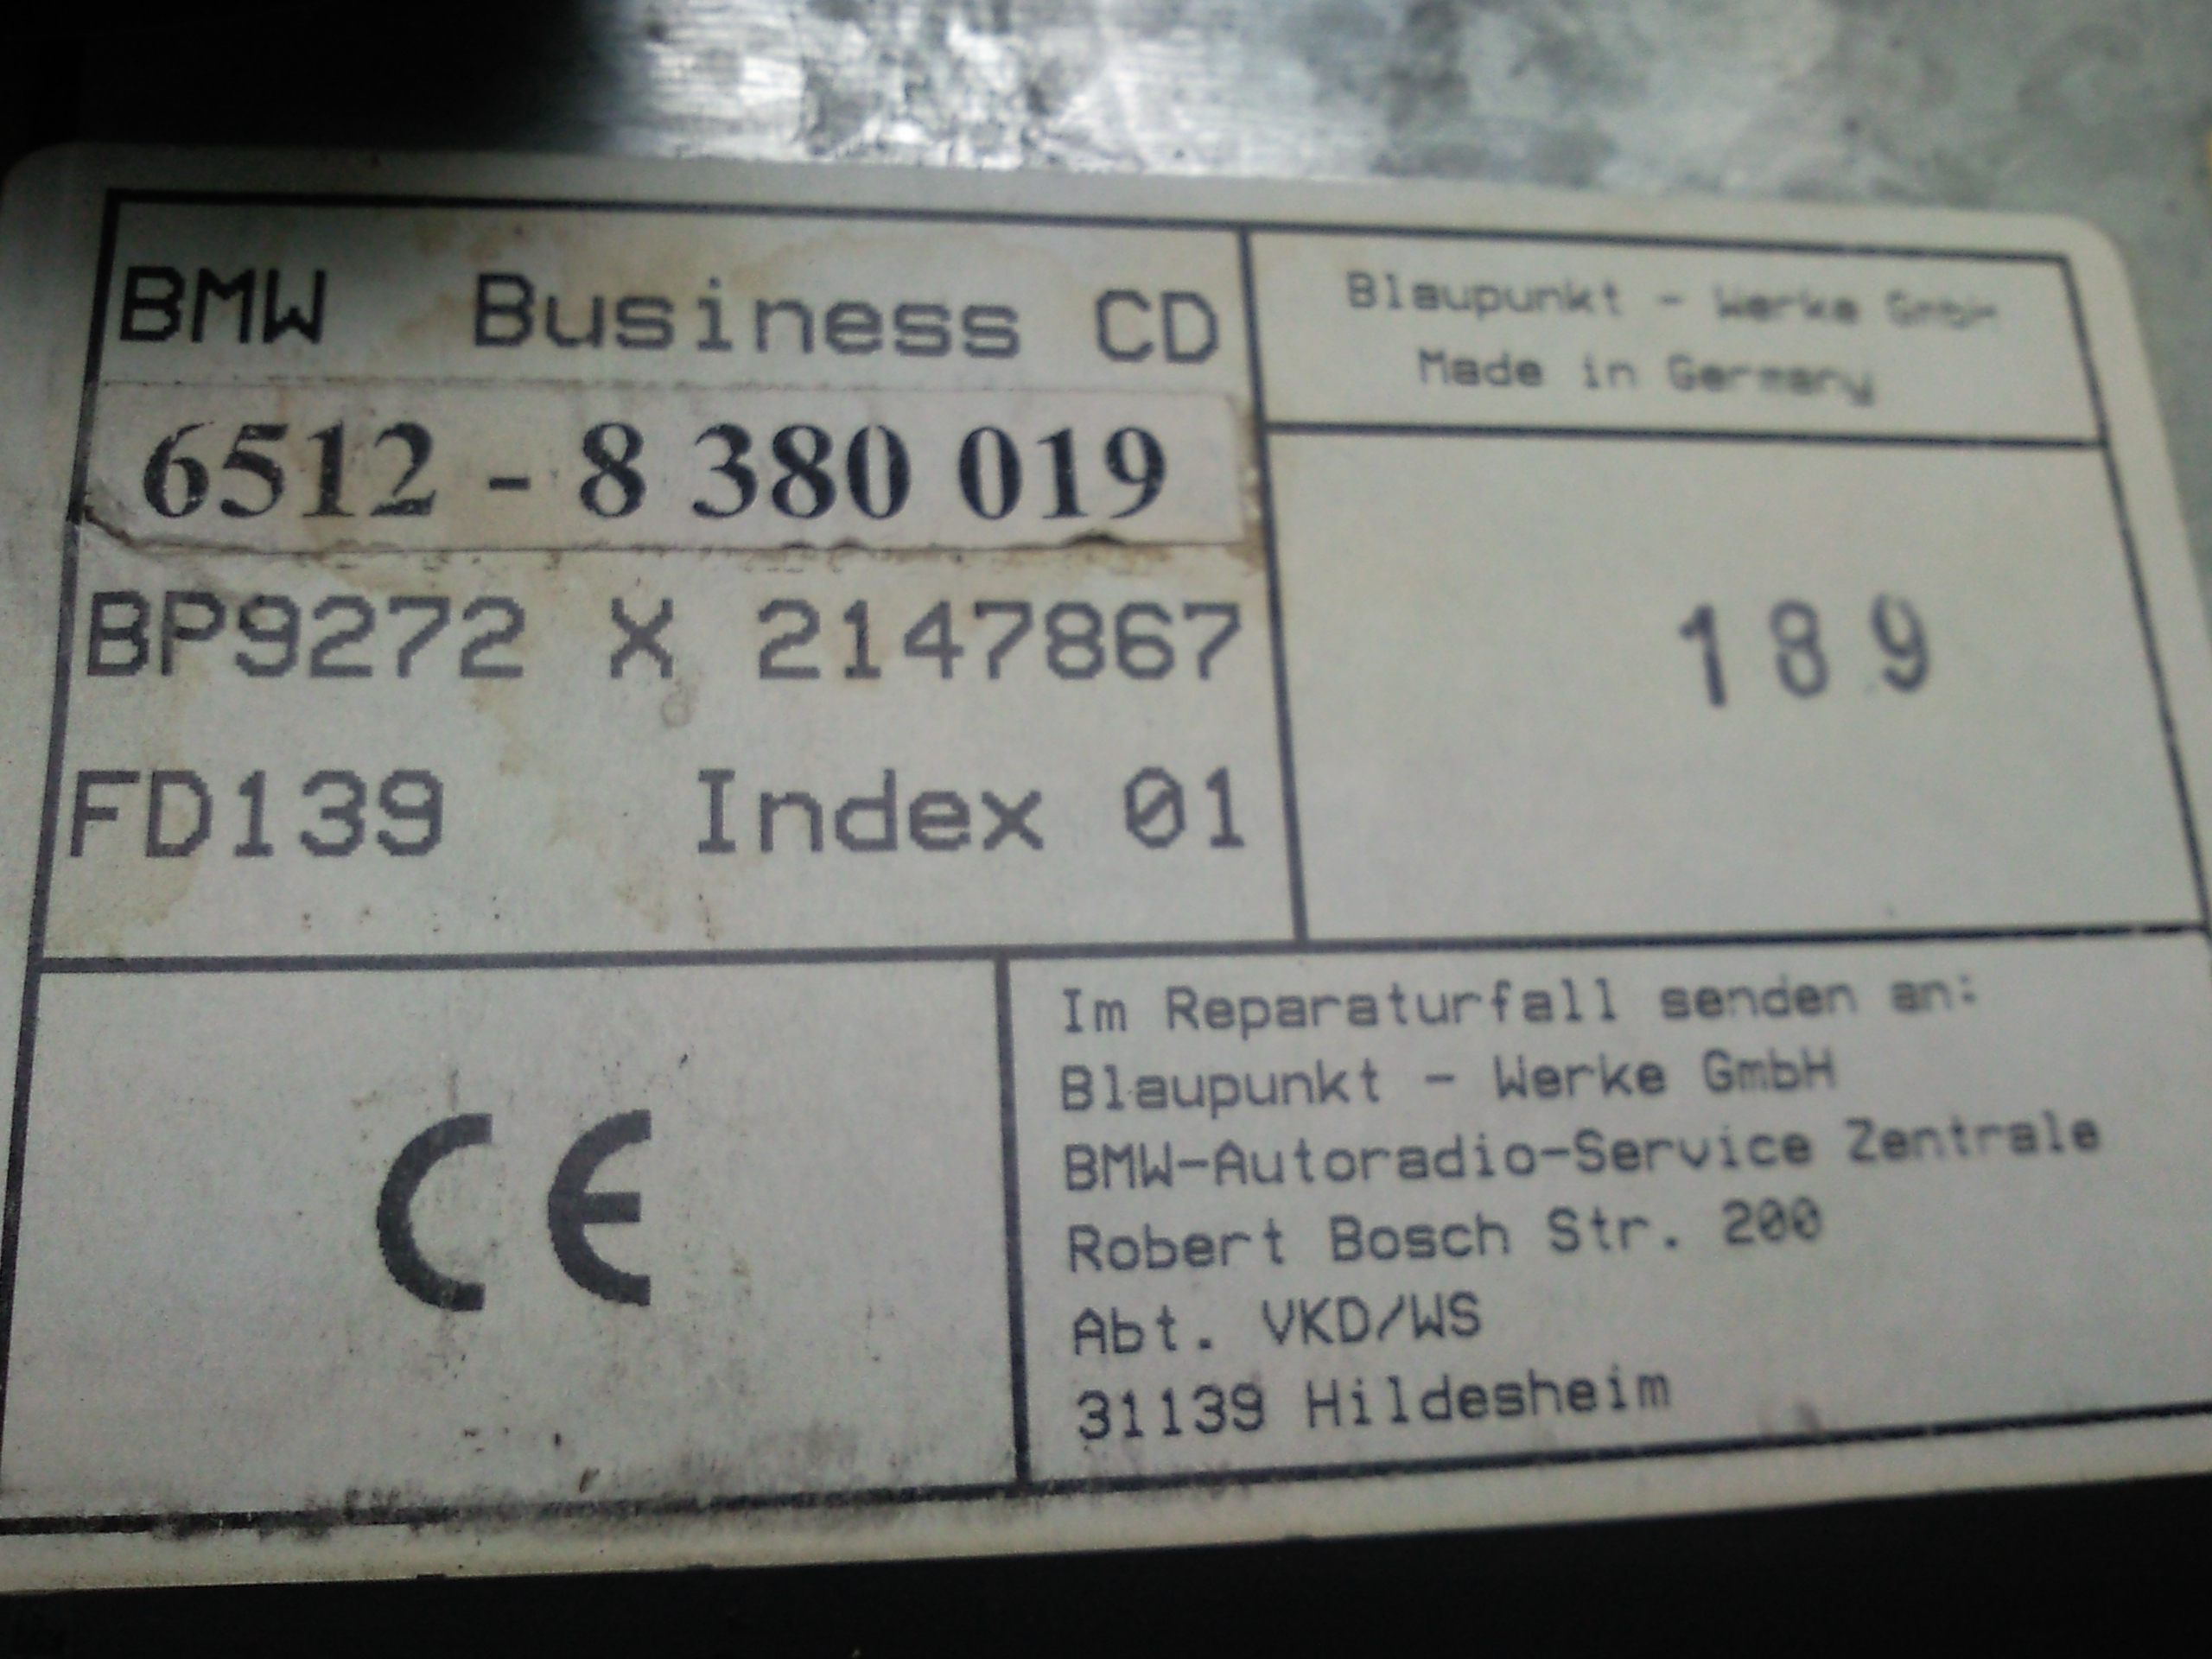 BMW Business CD
6512 - 8 380 019
BP9272 X 2147867
FD139 Index 01
Blaupunkt - Werke GmbH
Made in Germany
189
CE
Im Reparaturfall senden an:
Blaupunkt - Werke GmbH
BMW-Autoradio-Service Zentrale
Robert Bosch Str. 200
Abt. VKD/WS
31139 Hildesheim